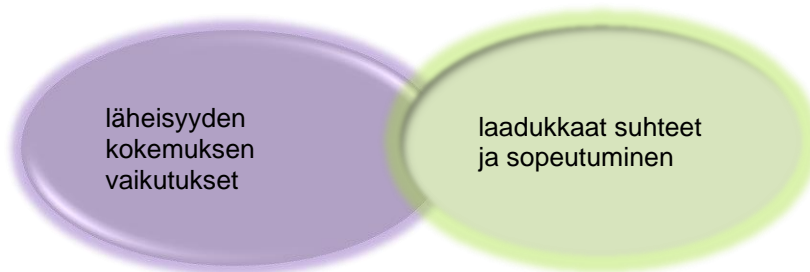 läheisyyden
kokemuksen
vaikutukset
laadukkaat suhteet
ja sopeutuminen